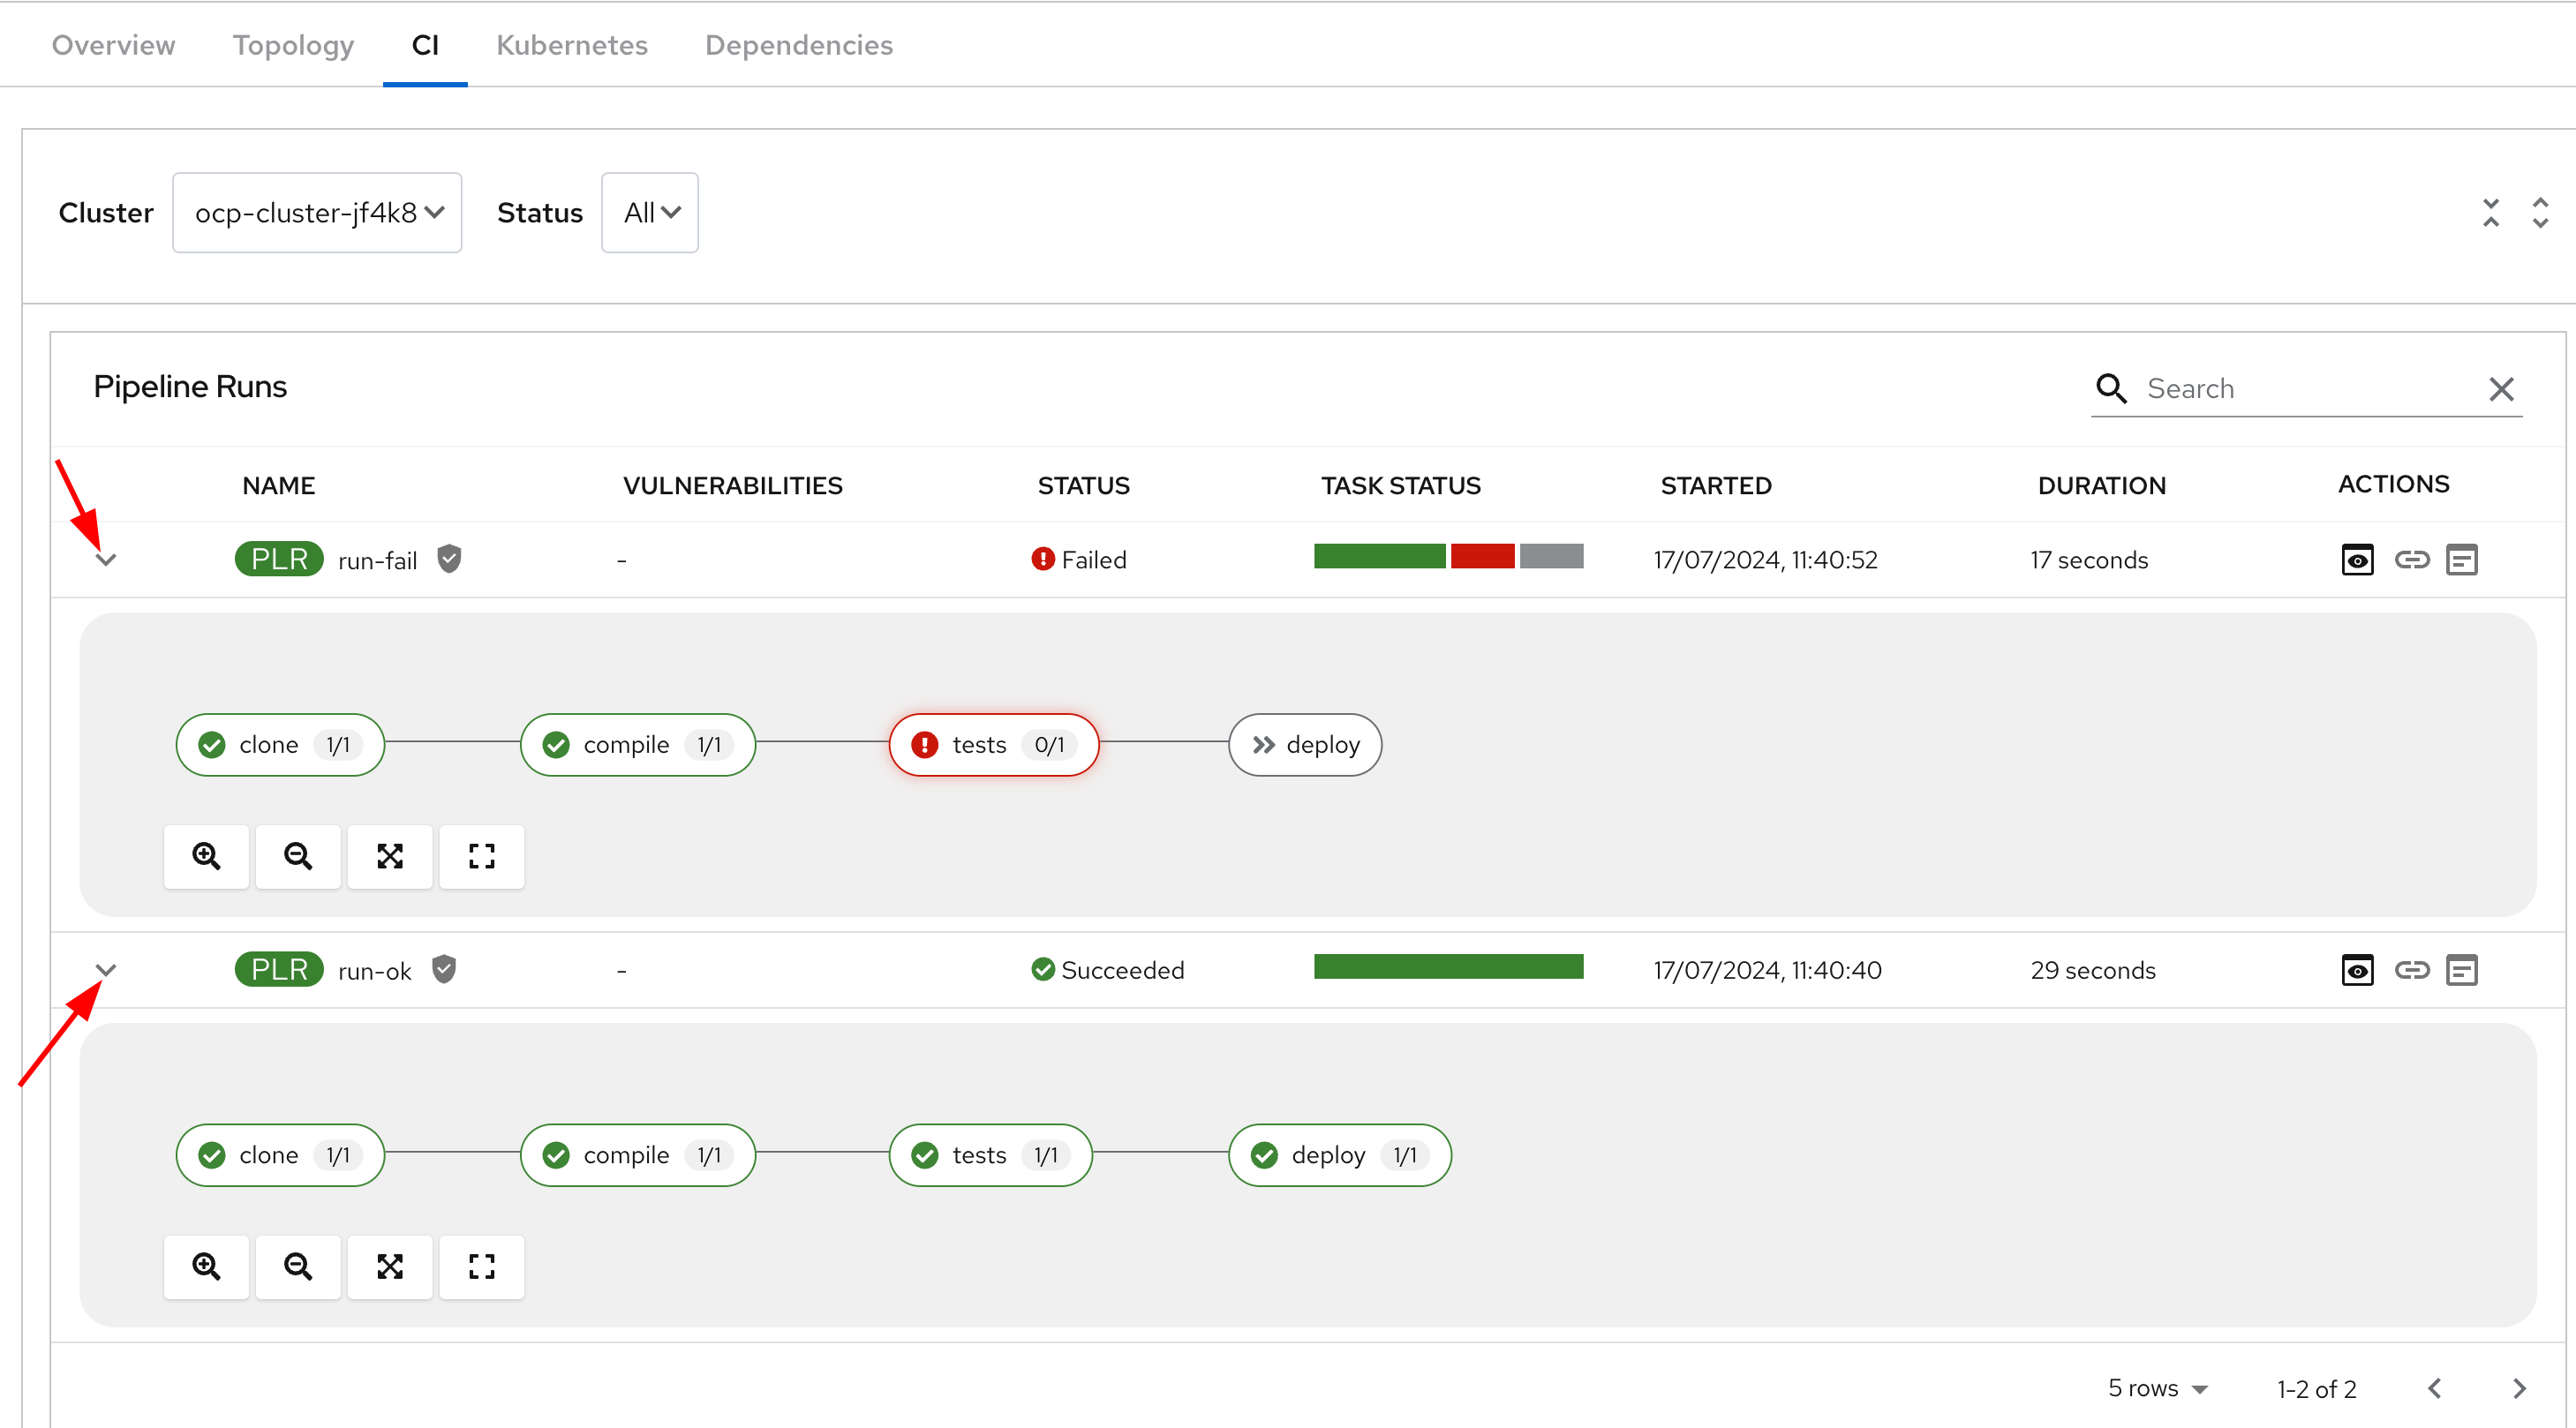 Overview Topology CI Kubernetes Dependencies
Cluster ocp-cluster-jf4k8 Status All
Pipeline Runs Search
NAME VULNERABILITIES STATUS TASK STATUS STARTED DURATION ACTIONS
PLR run-fail - Failed 17/07/2024, 11:40:52 17 seconds
clone 1/1 compile 1/1 tests 0/1 deploy
PLR run-ok - Succeeded 17/07/2024, 11:40:40 29 seconds
clone 1/1 compile 1/1 tests 1/1 deploy 1/1
5 rows 1-2 of 2